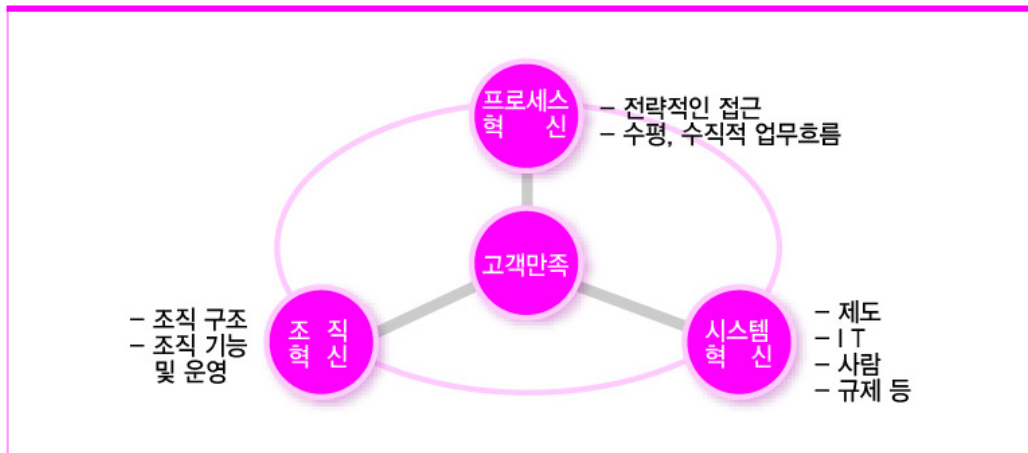 프로세스
혁 신
– 전략적인 접근
– 수평, 수직적 업무흐름
고객만족
– 조직 구조
– 조직 기능
및 운영
조 직
혁 신
시스템
혁 신
– 제도
– I T
– 사람
– 규제 등